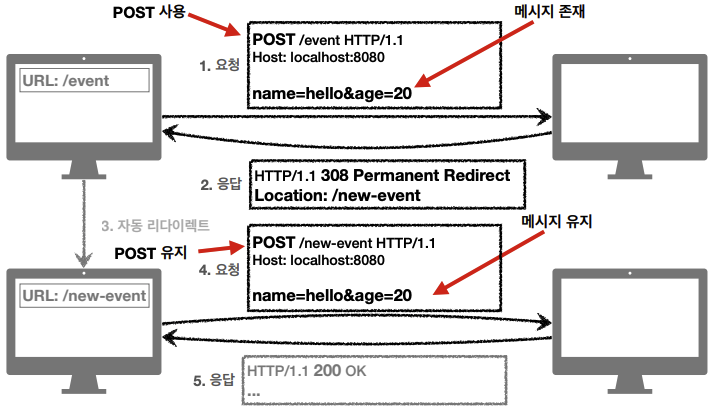 POST 사용
메시지 존재
URL: /event
1. 요청
POST /event HTTP/1.1
Host: localhost:8080
name=hello&age=20
2. 응답
HTTP/1.1 308 Permanent Redirect
Location: /new-event
3. 자동 리다이렉트
POST 유지
메시지 유지
URL: /new-event
4. 요청
POST /new-event HTTP/1.1
Host: localhost:8080
name=hello&age=20
5. 응답
HTTP/1.1 200 OK
...